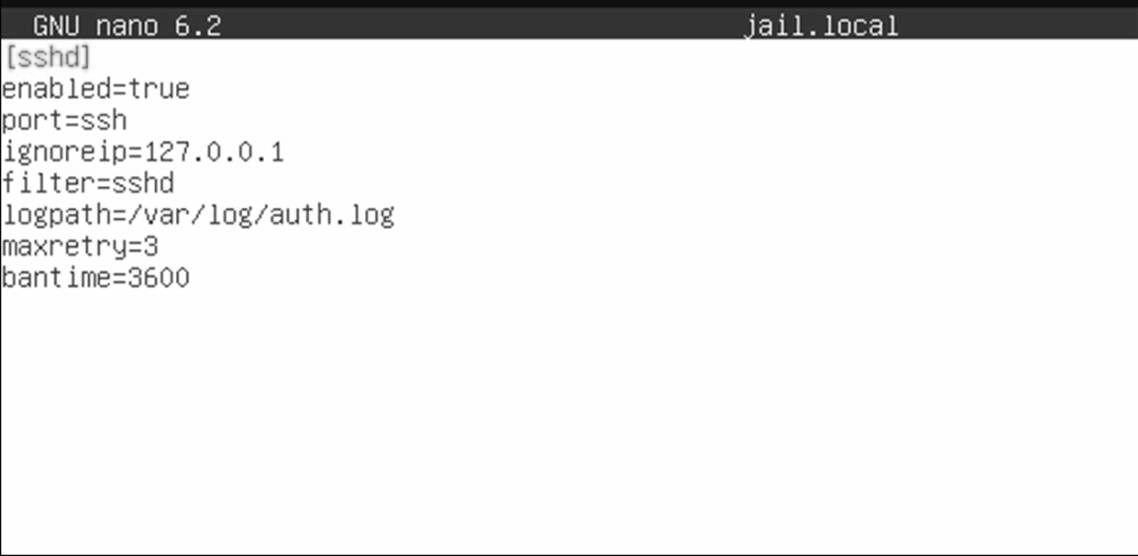 GNU nano 6.2 jail.local
[sshd]
enabled=true
port=ssh
ignoreip=127.0.0.1
filter=sshd
logpath=/var/log/auth.log
maxretry=3
bantime=3600